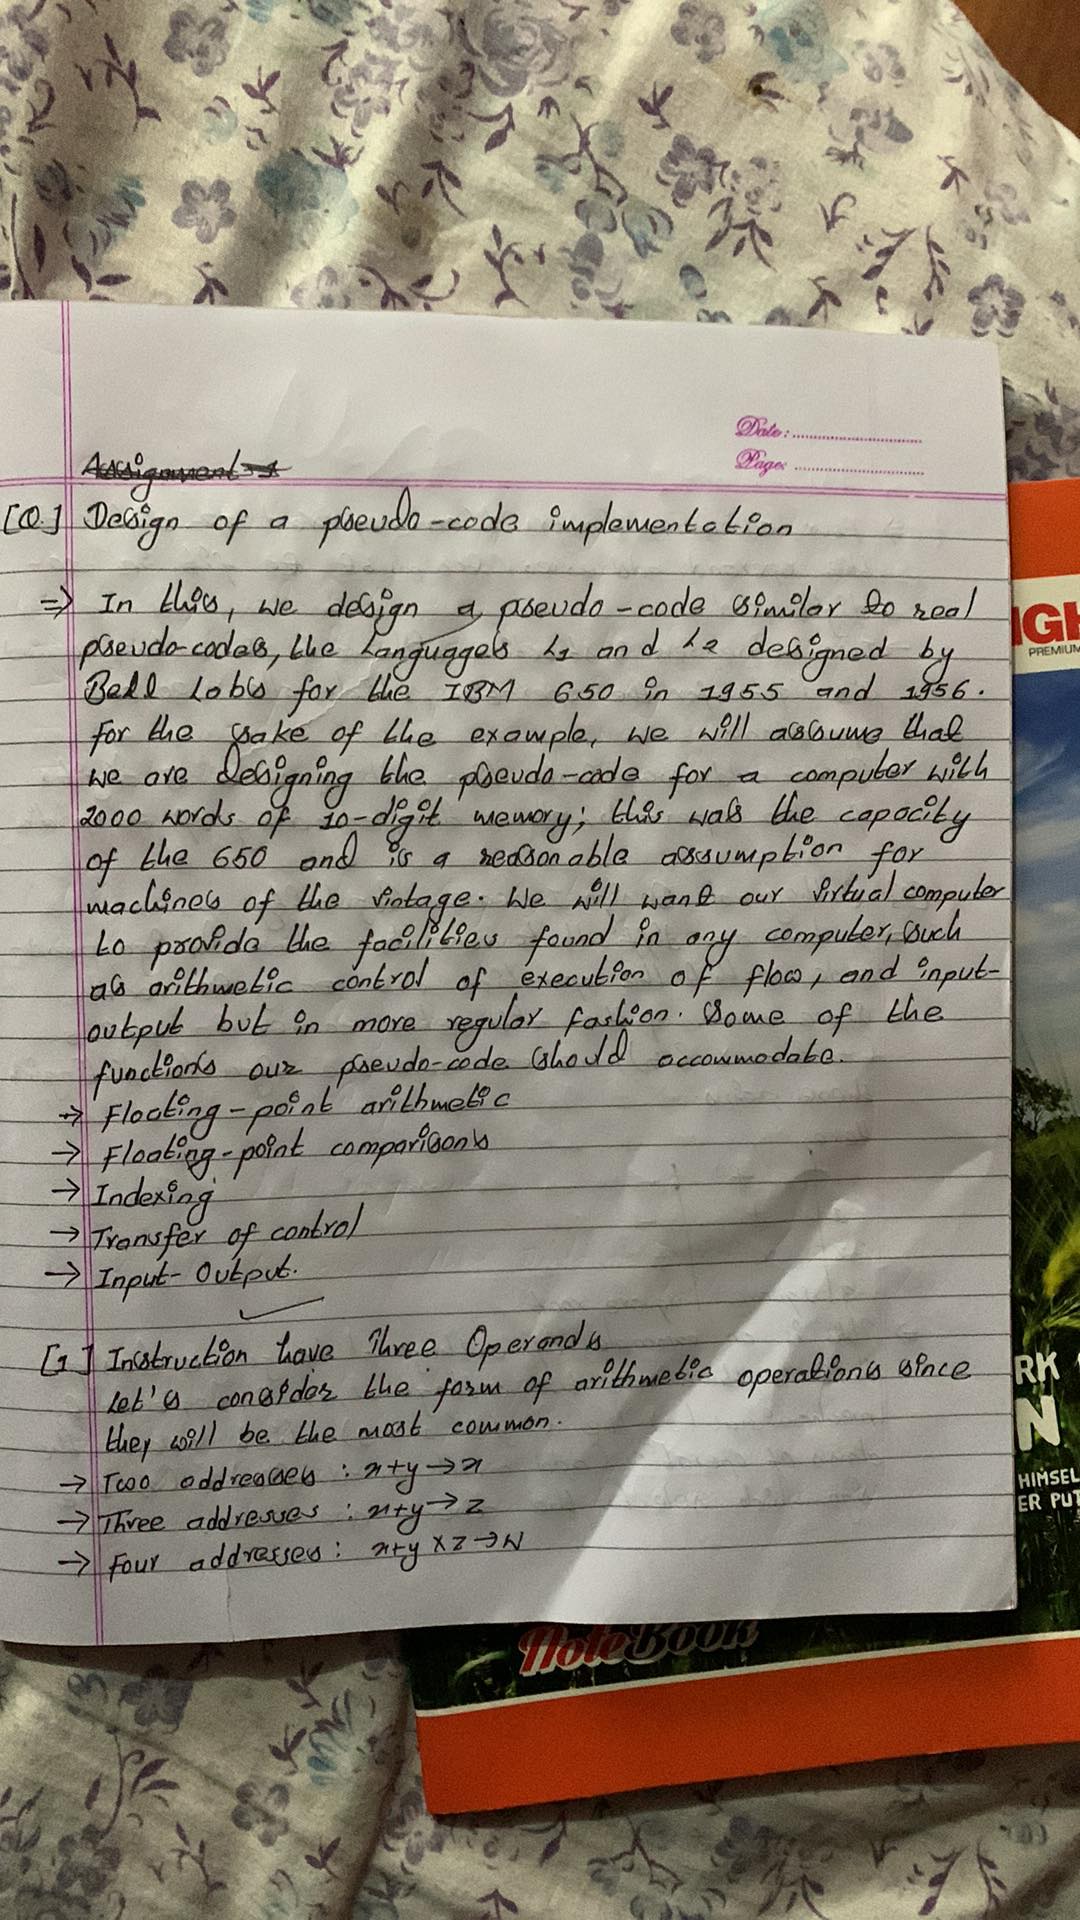 Date:
Page:
Assignment-1
[Q.] Design of a pseudo-code implementation
=> In this, we design a pseudo-code similar to real
pseudo-codes, the Languages L1 and L2 designed by
Bell Labs for the IBM 650 in 1955 and 1956.
For the sake of the example, we will assume that
we are designing the pseudo-code for a computer with
2000 words of 10-digit memory; this was the capacity
of the 650 and is a reasonable assumption for
machines of the vintage. We will want our virtual computer
to provide the facilities found in any computer, such
as arithmetic control of execution of flow, and input-
output but in more regular fashion. Some of the
functions our pseudo-code should accommodate.
→ Floating-point arithmetic
→ Floating-point comparisons
→ Indexing
→ Transfer of control
→ Input-Output.
[1] Instruction have Three Operands
Let's consider the form of arithmetic operations since
they will be the most common.
→ Two addresses : x+y→x
→ Three addresses : x+y→z
→ Four addresses : x+y×z→W
IGH
PREMIUM
RK
N
HIMSEL
ER PUT
NoteBook